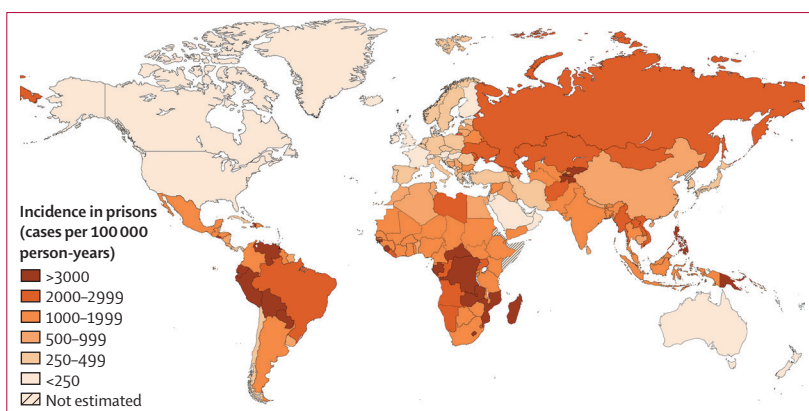 Incidence in prisons
(cases per 100 000
person-years)
>3000
2000–2999
1000–1999
500–999
250–499
<250
Not estimated